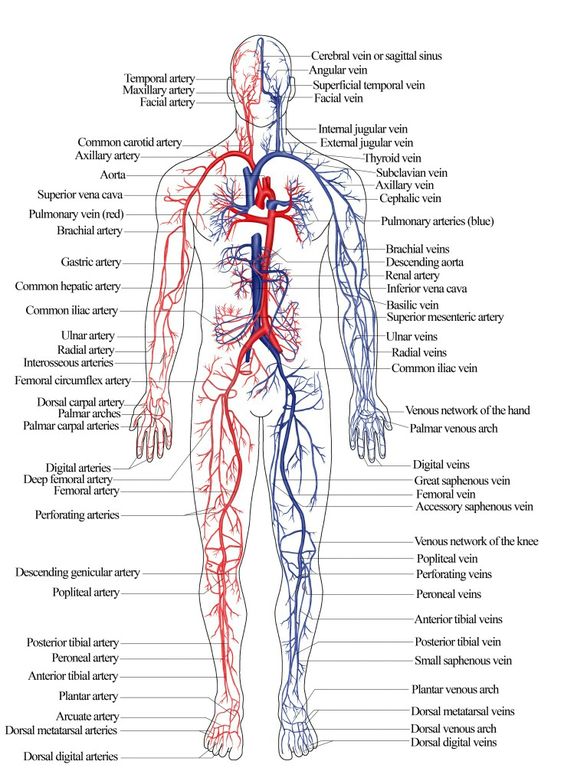 Temporal artery
Maxillary artery
Facial artery
Common carotid artery
Axillary artery
Aorta
Superior vena cava
Pulmonary vein (red)
Brachial artery
Gastric artery
Common hepatic artery
Common iliac artery
Ulnar artery
Radial artery
Interosseous arteries
Femoral circumflex artery
Dorsal carpal artery
Palmar arches
Palmar carpal arteries
Digital arteries
Deep femoral artery
Femoral artery
Perforating arteries
Descending genicular artery
Popliteal artery
Posterior tibial artery
Peroneal artery
Anterior tibial artery
Plantar artery
Arcuate artery
Dorsal metatarsal arteries
Dorsal digital arteries
Cerebral vein or sagittal sinus
Angular vein
Superficial temporal vein
Facial vein
Internal jugular vein
External jugular vein
Thyroid vein
Subclavian vein
Axillary vein
Cephalic vein
Pulmonary arteries (blue)
Brachial veins
Descending aorta
Renal artery
Inferior vena cava
Basilic vein
Superior mesenteric artery
Ulnar veins
Radial veins
Common iliac vein
Venous network of the hand
Palmar venous arch
Digital veins
Great saphenous vein
Femoral vein
Accessory saphenous vein
Venous network of the knee
Popliteal vein
Perforating veins
Peroneal veins
Anterior tibial veins
Posterior tibial vein
Small saphenous vein
Plantar venous arch
Dorsal metatarsal veins
Dorsal venous arch
Dorsal digital veins